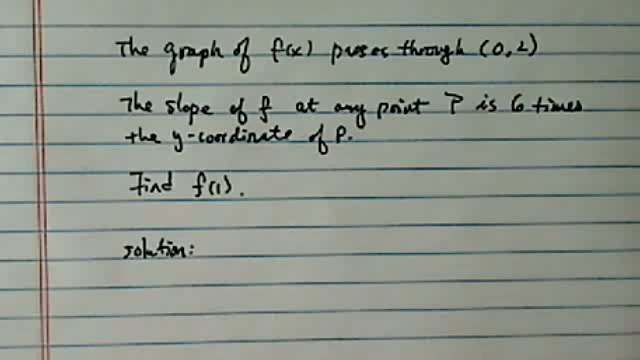 The graph of f(x) passes through (0, 2)
The slope of f at any point P is 6 times
the y-coordinate of P.
Find f(1).
solution: